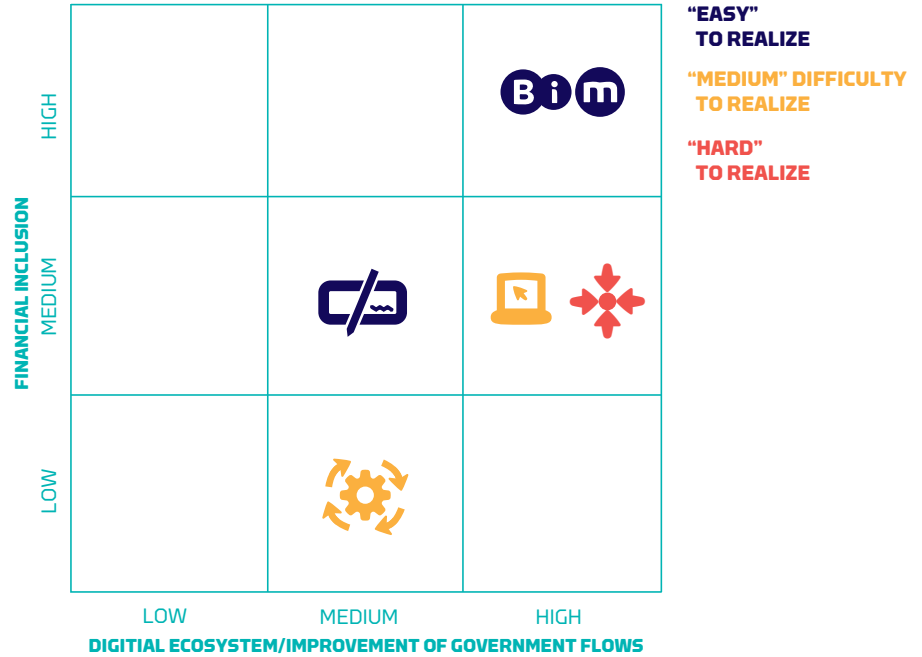 “EASY”
TO REALIZE
“MEDIUM” DIFFICULTY
TO REALIZE
“HARD”
TO REALIZE
FINANCIAL INCLUSION
HIGH
MEDIUM
LOW
Bim
LOW
MEDIUM
HIGH
DIGITIAL ECOSYSTEM/IMPROVEMENT OF GOVERNMENT FLOWS